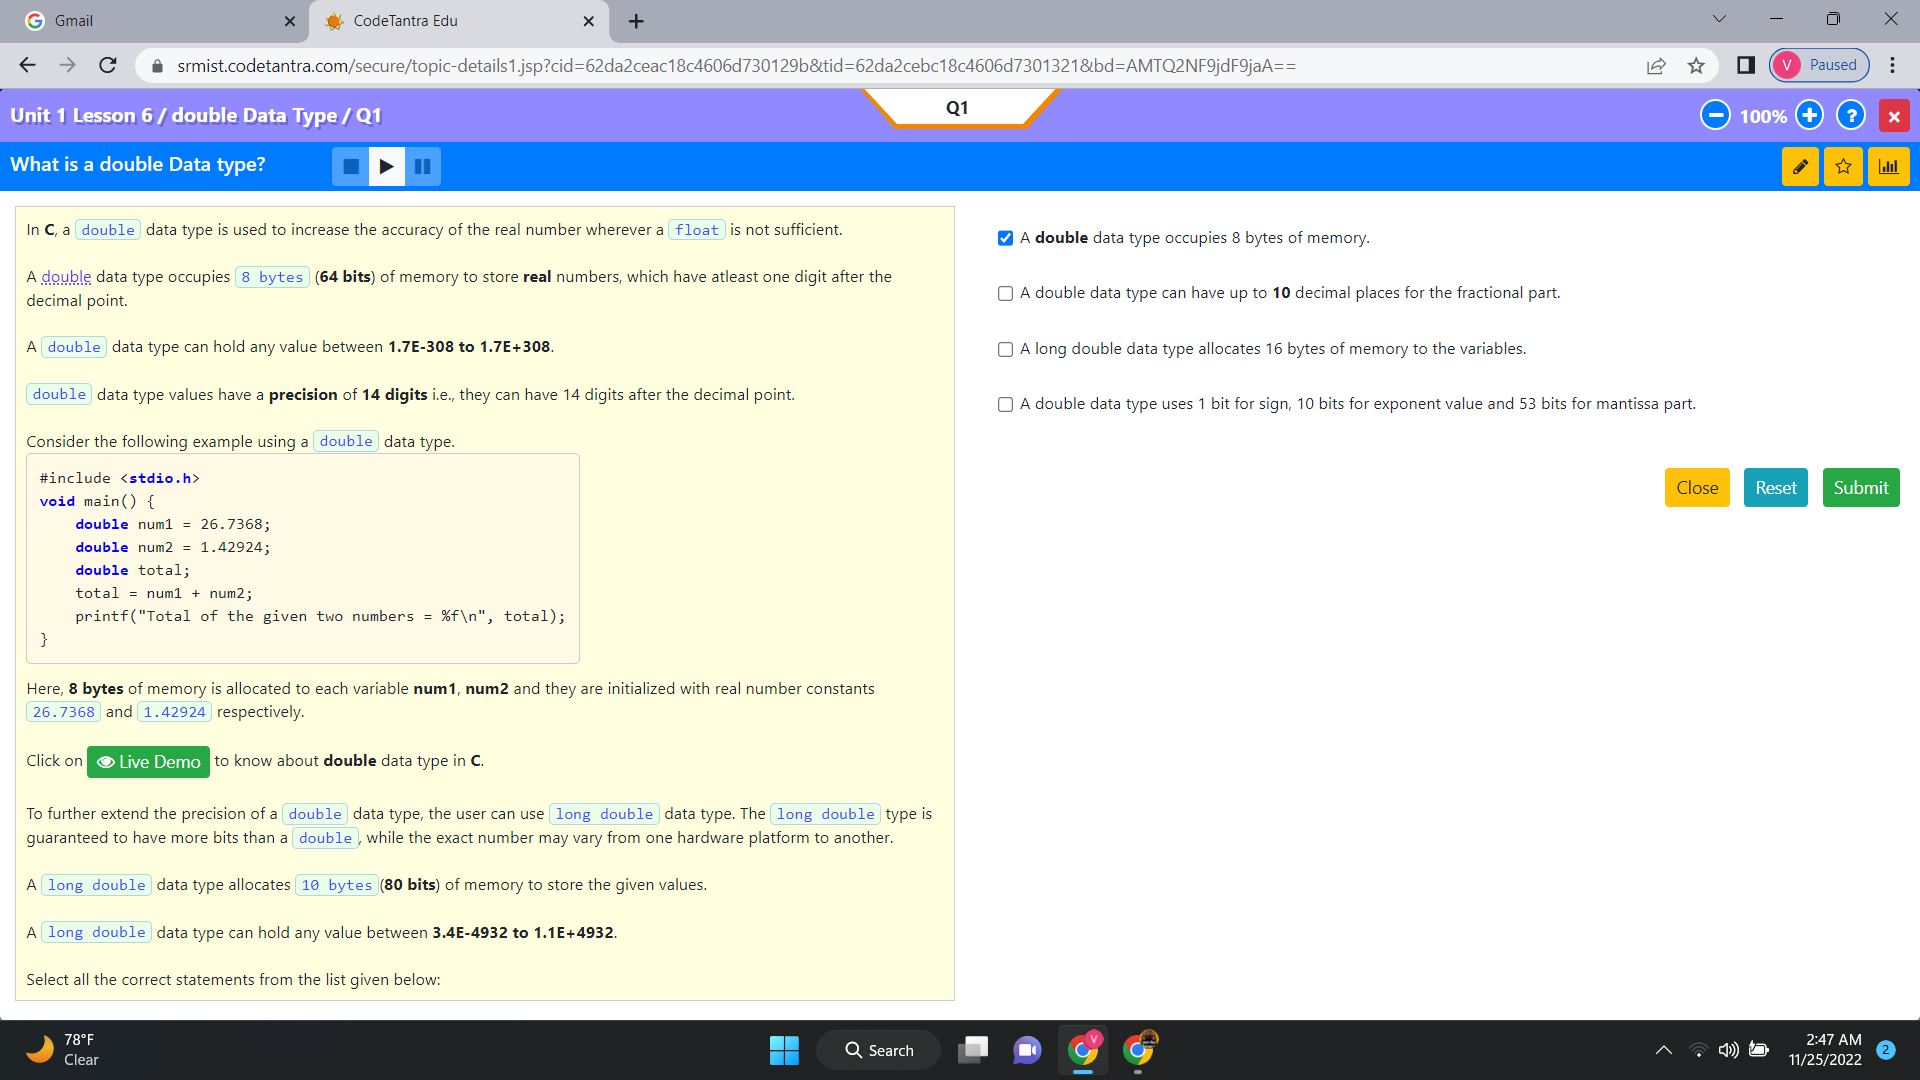 Gmail
CodeTantra Edu
srmist.codetantra.com/secure/topic-details1.jsp?cid=62da2ceac18c4606d730129b&tid=62da2cebc18c4606d7301321&bd=AMTQ2NF9jdF9jaA==
V Paused
Unit 1 Lesson 6 / double Data Type / Q1
Q1
100%
?
What is a double Data type?
In C, a double data type is used to increase the accuracy of the real number wherever a float is not sufficient.
A double data type occupies 8 bytes (64 bits) of memory to store real numbers, which have atleast one digit after the
decimal point.
A double data type can hold any value between 1.7E-308 to 1.7E+308.
double data type values have a precision of 14 digits i.e., they can have 14 digits after the decimal point.
Consider the following example using a double data type.
#include <stdio.h>
void main() {
double num1 = 26.7368;
double num2 = 1.42924;
double total;
total = num1 + num2;
printf("Total of the given two numbers = %f\n", total);
}
Here, 8 bytes of memory is allocated to each variable num1, num2 and they are initialized with real number constants
26.7368 and 1.42924 respectively.
Click on Live Demo to know about double data type in C.
To further extend the precision of a double data type, the user can use long double data type. The long double type is
guaranteed to have more bits than a double, while the exact number may vary from one hardware platform to another.
A long double data type allocates 10 bytes (80 bits) of memory to store the given values.
A long double data type can hold any value between 3.4E-4932 to 1.1E+4932.
Select all the correct statements from the list given below:
A double data type occupies 8 bytes of memory.
A double data type can have up to 10 decimal places for the fractional part.
A long double data type allocates 16 bytes of memory to the variables.
A double data type uses 1 bit for sign, 10 bits for exponent value and 53 bits for mantissa part.
Close Reset Submit
78°F
Clear
Search
V
2:47 AM
11/25/2022
2